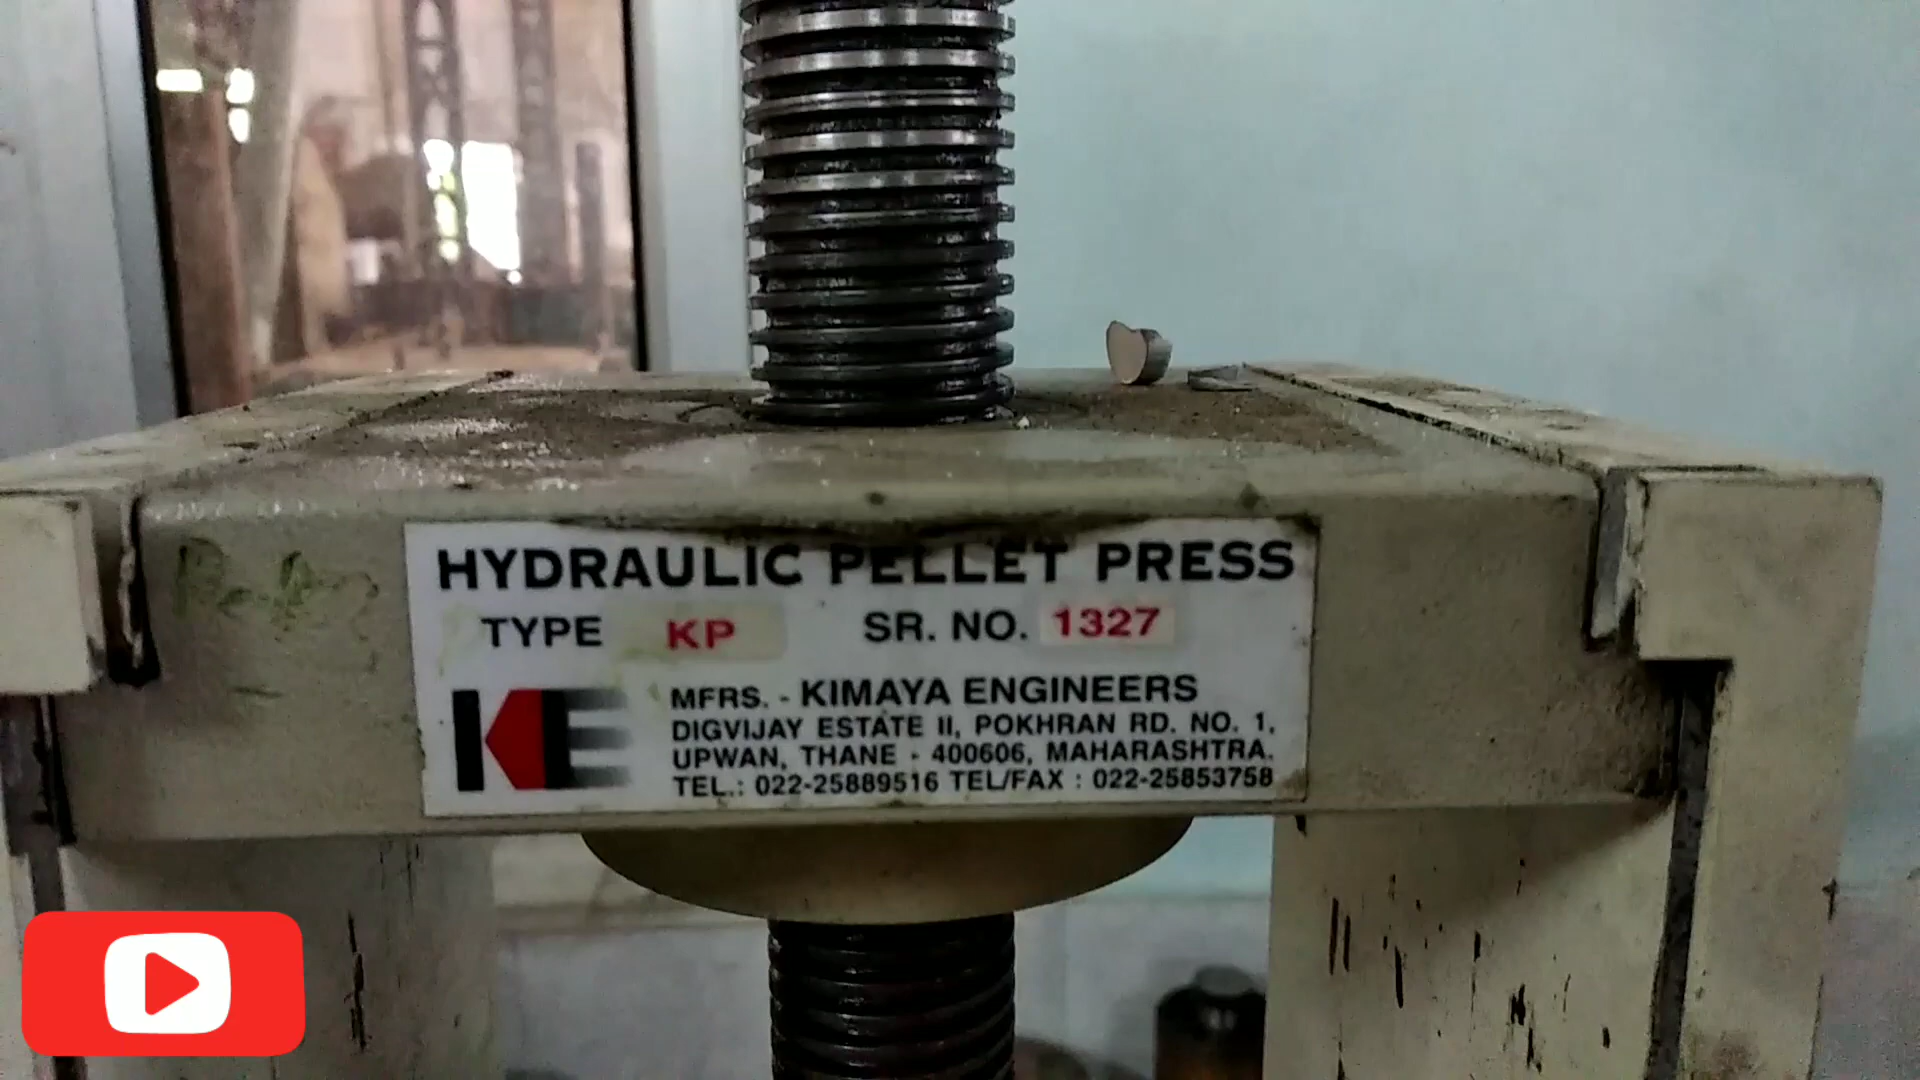 HYDRAULIC PELLET PRESS
TYPE KP SR. NO. 1327
KE
MFRS. - KIMAYA ENGINEERS
DIGVIJAY ESTATE II, POKHRAN RD. NO. 1,
UPWAN, THANE - 400606, MAHARASHTRA.
TEL.: 022-25889516 TEL/FAX : 022-25853758